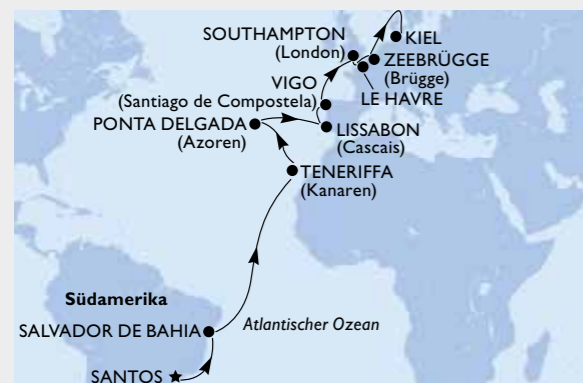 SOUTHAMPTON
(London)
KIEL
ZEEBRÜGGE
(Brügge)
LE HAVRE
VIGO
(Santiago de Compostela)
PONTA DELGADA
(Azoren)
LISSABON
(Cascais)
TENERIFFA
(Kanaren)
Südamerika
SALVADOR DE BAHIA
Atlantischer Ozean
SANTOS